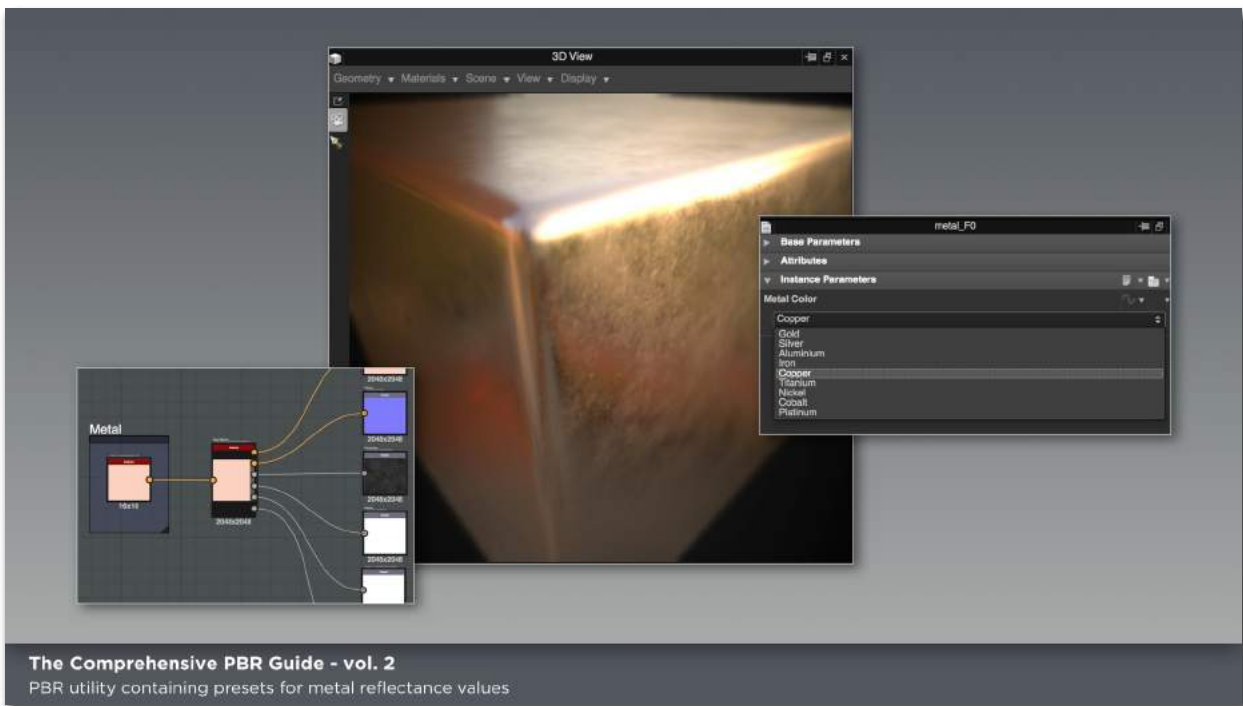 3D View
Geometry Materials Scene View Display
metal_F0
Base Parameters
Attributes
Instance Parameters
Metal Color
Copper
Gold
Silver
Aluminium
Iron
Copper
Titanium
Nickel
Cobalt
Platinum
Metal
16x16
2048x2048
2048x2048
2048x2048
2048x2048
2048x2048
The Comprehensive PBR Guide - vol. 2
PBR utility containing presets for metal reflectance values